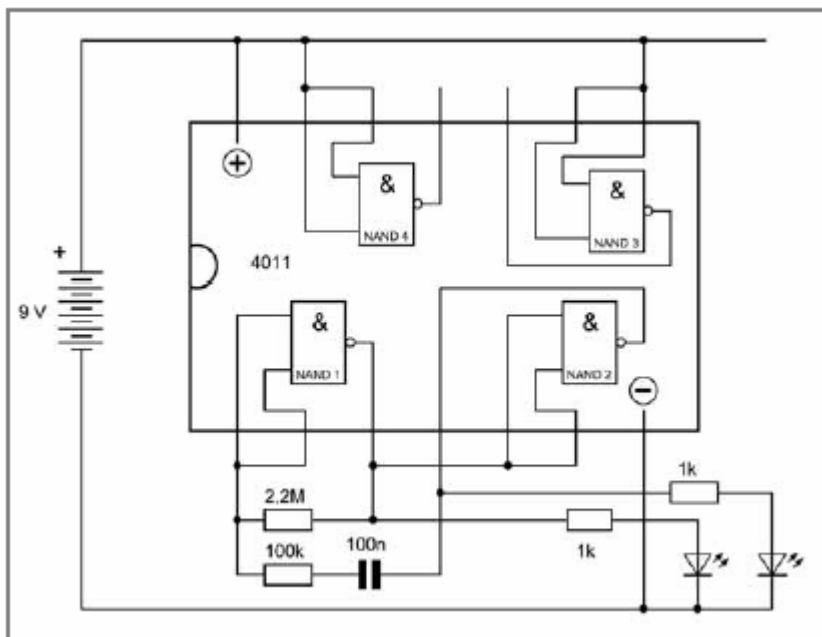 +
&
NAND 4
&
NAND 3
4011
+
9 V
&
NAND 1
&
NAND 2
−
1k
2.2M
100k
100n
1k